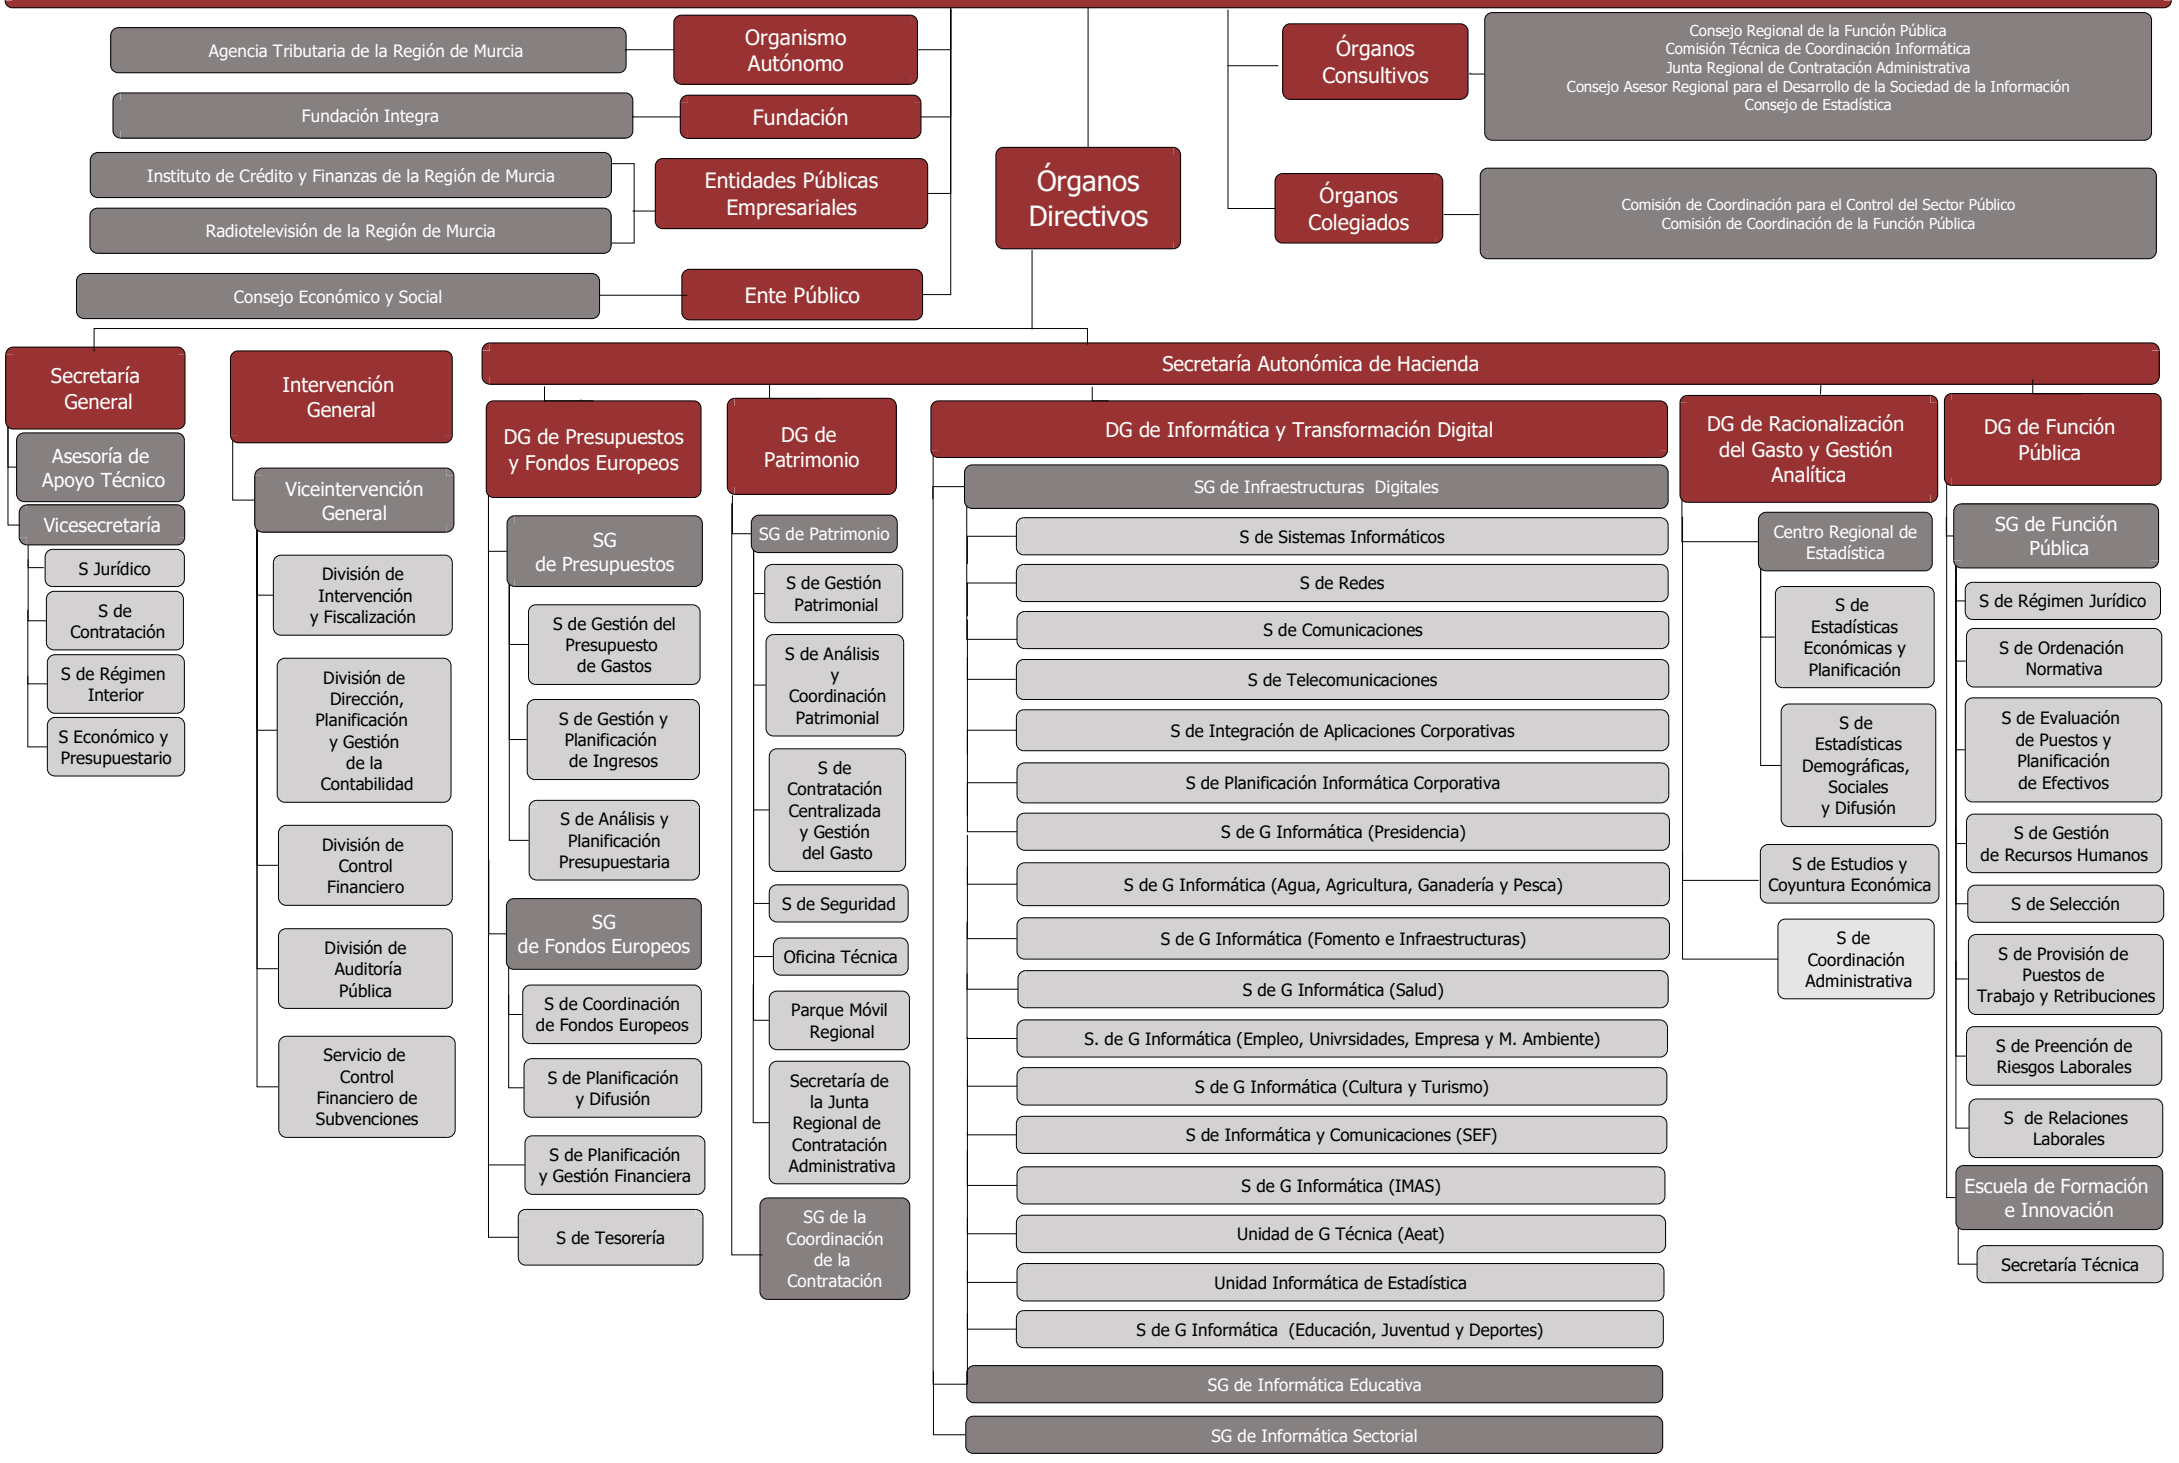 Agencia Tributaria de la Región de Murcia
Organismo
Autónomo
Fundación Integra
Fundación
Instituto de Crédito y Finanzas de la Región de Murcia
Radiotelevisión de la Región de Murcia
Entidades Públicas
Empresariales
Consejo Económico y Social
Ente Público
Órganos
Directivos
Órganos
Consultivos
Consejo Regional de la Función Pública
Comisión Técnica de Coordinación Informática
Junta Regional de Contratación Administrativa
Consejo Asesor Regional para el Desarrollo de la Sociedad de la Información
Consejo de Estadística
Órganos
Colegiados
Comisión de Coordinación para el Control del Sector Público
Comisión de Coordinación de la Función Pública
Secretaría
General
Asesoría de
Apoyo Técnico
Vicesecretaría
S Jurídico
S de
Contratación
S de Régimen
Interior
S Económico y
Presupuestario
Intervención
General
Viceintervención
General
División de
Intervención
y Fiscalización
División de
Dirección,
Planificación
y Gestión
de la
Contabilidad
División de
Control
Financiero
División de
Auditoría
Pública
Servicio de
Control
Financiero de
Subvenciones
Secretaría Autonómica de Hacienda
DG de Presupuestos
y Fondos Europeos
SG
de Presupuestos
S de Gestión del
Presupuesto
de Gastos
S de Gestión y
Planificación
de Ingresos
S de Análisis y
Planificación
Presupuestaria
SG
de Fondos Europeos
S de Coordinación
de Fondos Europeos
S de Planificación
y Difusión
S de Planificación
y Gestión Financiera
S de Tesorería
DG de
Patrimonio
SG de Patrimonio
S de Gestión
Patrimonial
S de Análisis
y
Coordinación
Patrimonial
S de
Contratación
Centralizada
y Gestión
del Gasto
S de Seguridad
Oficina Técnica
Parque Móvil
Regional
Secretaría de
la Junta
Regional de
Contratación
Administrativa
SG de la
Coordinación
de la
Contratación
DG de Informática y Transformación Digital
SG de Infraestructuras Digitales
S de Sistemas Informáticos
S de Redes
S de Comunicaciones
S de Telecomunicaciones
S de Integración de Aplicaciones Corporativas
S de Planificación Informática Corporativa
S de G Informática (Presidencia)
S de G Informática (Agua, Agricultura, Ganadería y Pesca)
S de G Informática (Fomento e Infraestructuras)
S de G Informática (Salud)
S. de G Informática (Empleo, Univrsidades, Empresa y M. Ambiente)
S de G Informática (Cultura y Turismo)
S de Informática y Comunicaciones (SEF)
S de G Informática (IMAS)
Unidad de G Técnica (Aeat)
Unidad Informática de Estadística
S de G Informática (Educación, Juventud y Deportes)
SG de Informática Educativa
SG de Informática Sectorial
DG de Racionalización
del Gasto y Gestión
Analítica
Centro Regional de
Estadística
S de
Estadísticas
Económicas y
Planificación
S de
Estadísticas
Demográficas,
Sociales
y Difusión
S de Estudios y
Coyuntura Económica
S de
Coordinación
Administrativa
DG de Función
Pública
SG de Función
Pública
S de Régimen Jurídico
S de Ordenación
Normativa
S de Evaluación
de Puestos y
Planificación
de Efectivos
S de Gestión
de Recursos Humanos
S de Selección
S de Provisión de
Puestos de
Trabajo y Retribuciones
S de Preención de
Riesgos Laborales
S de Relaciones
Laborales
Escuela de Formación
e Innovación
Secretaría Técnica